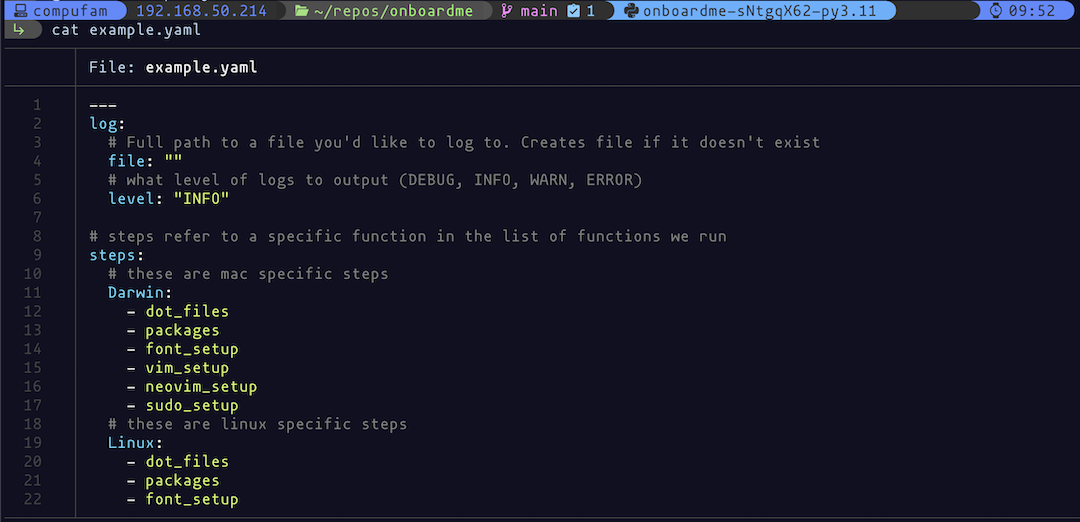 compufam 192.168.50.214 ~/repos/onboardme main 1 onboardme-sNtgqX62-py3.11 09:52
cat example.yaml
File: example.yaml
1 ---
2 log:
3   # Full path to a file you'd like to log to. Creates file if it doesn't exist
4   file: ""
5   # what level of logs to output (DEBUG, INFO, WARN, ERROR)
6   level: "INFO"
7
8 # steps refer to a specific function in the list of functions we run
9 steps:
10   # these are mac specific steps
11   Darwin:
12     - dot_files
13     - packages
14     - font_setup
15     - vim_setup
16     - neovim_setup
17     - sudo_setup
18   # these are linux specific steps
19   Linux:
20     - dot_files
21     - packages
22     - font_setup